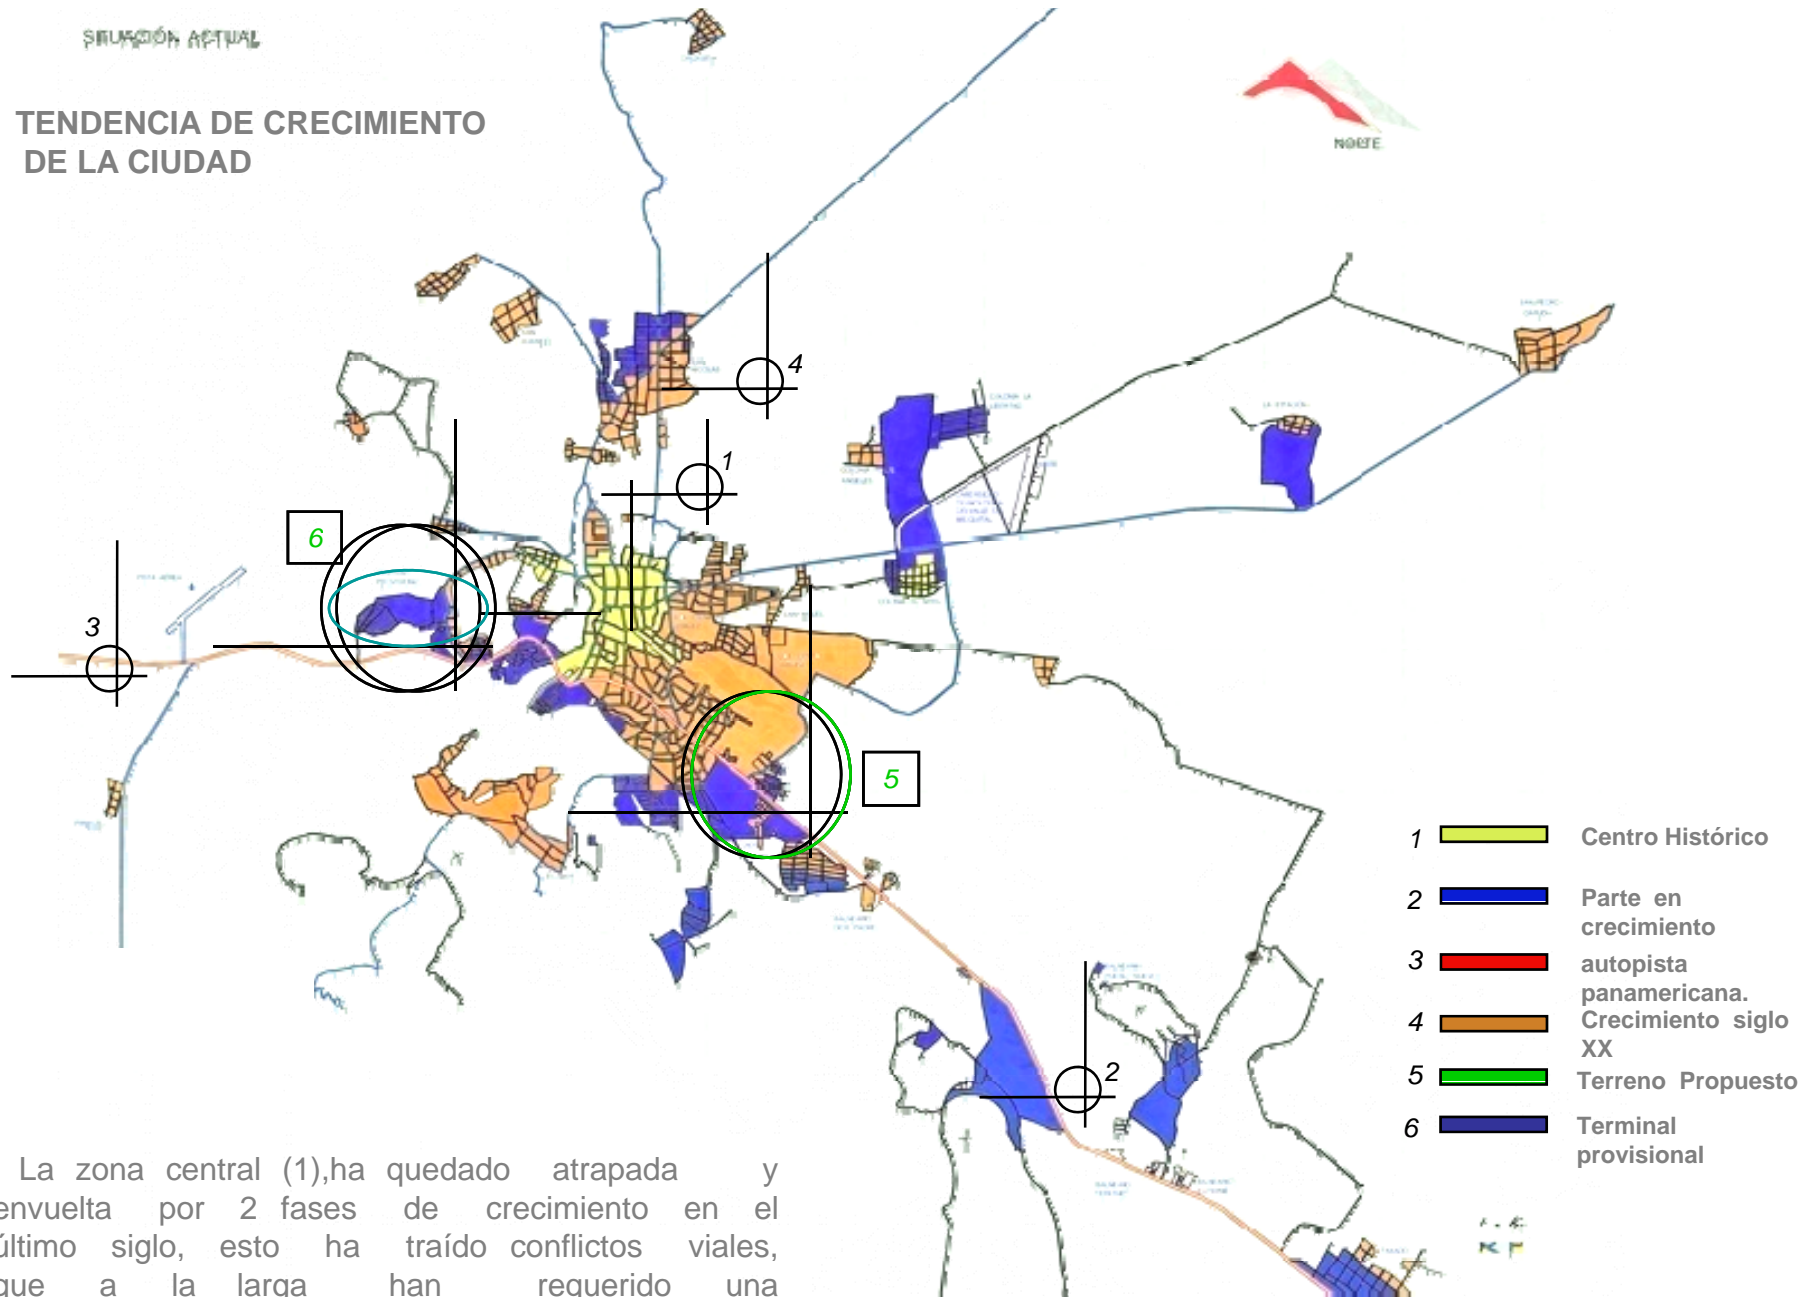 SITUACIÓN ACTUAL
TENDENCIA DE CRECIMIENTO
DE LA CIUDAD
NORTE
4
1
6
3
5
2
1 Centro Histórico
2 Parte en
crecimiento
3 autopista
panamericana.
4 Crecimiento siglo
XX
5 Terreno Propuesto
6 Terminal
provisional
La zona central (1),ha quedado atrapada y
envuelta por 2 fases de crecimiento en el
último siglo, esto ha traído conflictos viales,
que a la larga han requerido una